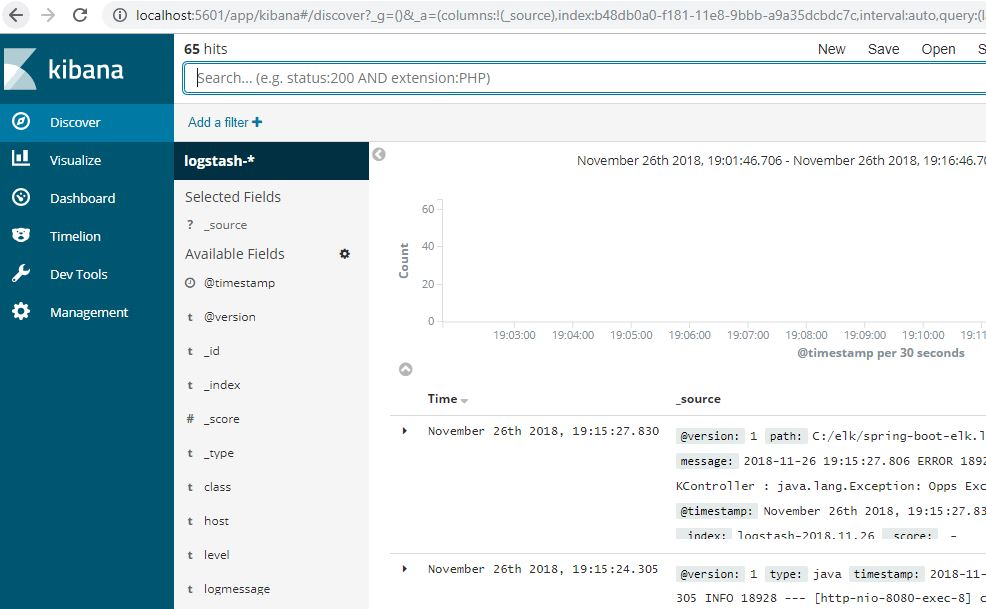 localhost:5601/app/kibana#/discover?_g=()&_a=(columns:!(_source),index:b48db0a0-f181-11e8-9bbb-a9a35dcbdc7c,interval:auto,query:(l
65 hits
New Save Open S
kibana
Search... (e.g. status:200 AND extension:PHP)
Discover
Add a filter +
Visualize
Dashboard
Timelion
Dev Tools
Management
logstash-*
Selected Fields
? _source
Available Fields
@timestamp
t @version
t _id
t _index
# _score
t _type
t class
t host
t level
t logmessage
November 26th 2018, 19:01:46.706 - November 26th 2018, 19:16:46.70
Count
60
40
20
0
19:03:00 19:04:00 19:05:00 19:06:00 19:07:00 19:08:00 19:09:00 19:10:00 19:11
@timestamp per 30 seconds
Time _source
November 26th 2018, 19:15:27.830
@version: 1 path: C:/elk/spring-boot-elk.l
message: 2018-11-26 19:15:27.806 ERROR 1892
KController : java.lang.Exception: Opps Exc
@timestamp: November 26th 2018, 19:15:27.83
_index: logstash-2018.11.26 _score: -
November 26th 2018, 19:15:24.305
@version: 1 type: java timestamp: 2018-11-
305 INFO 18928 --- [http-nio-8080-exec-8] c